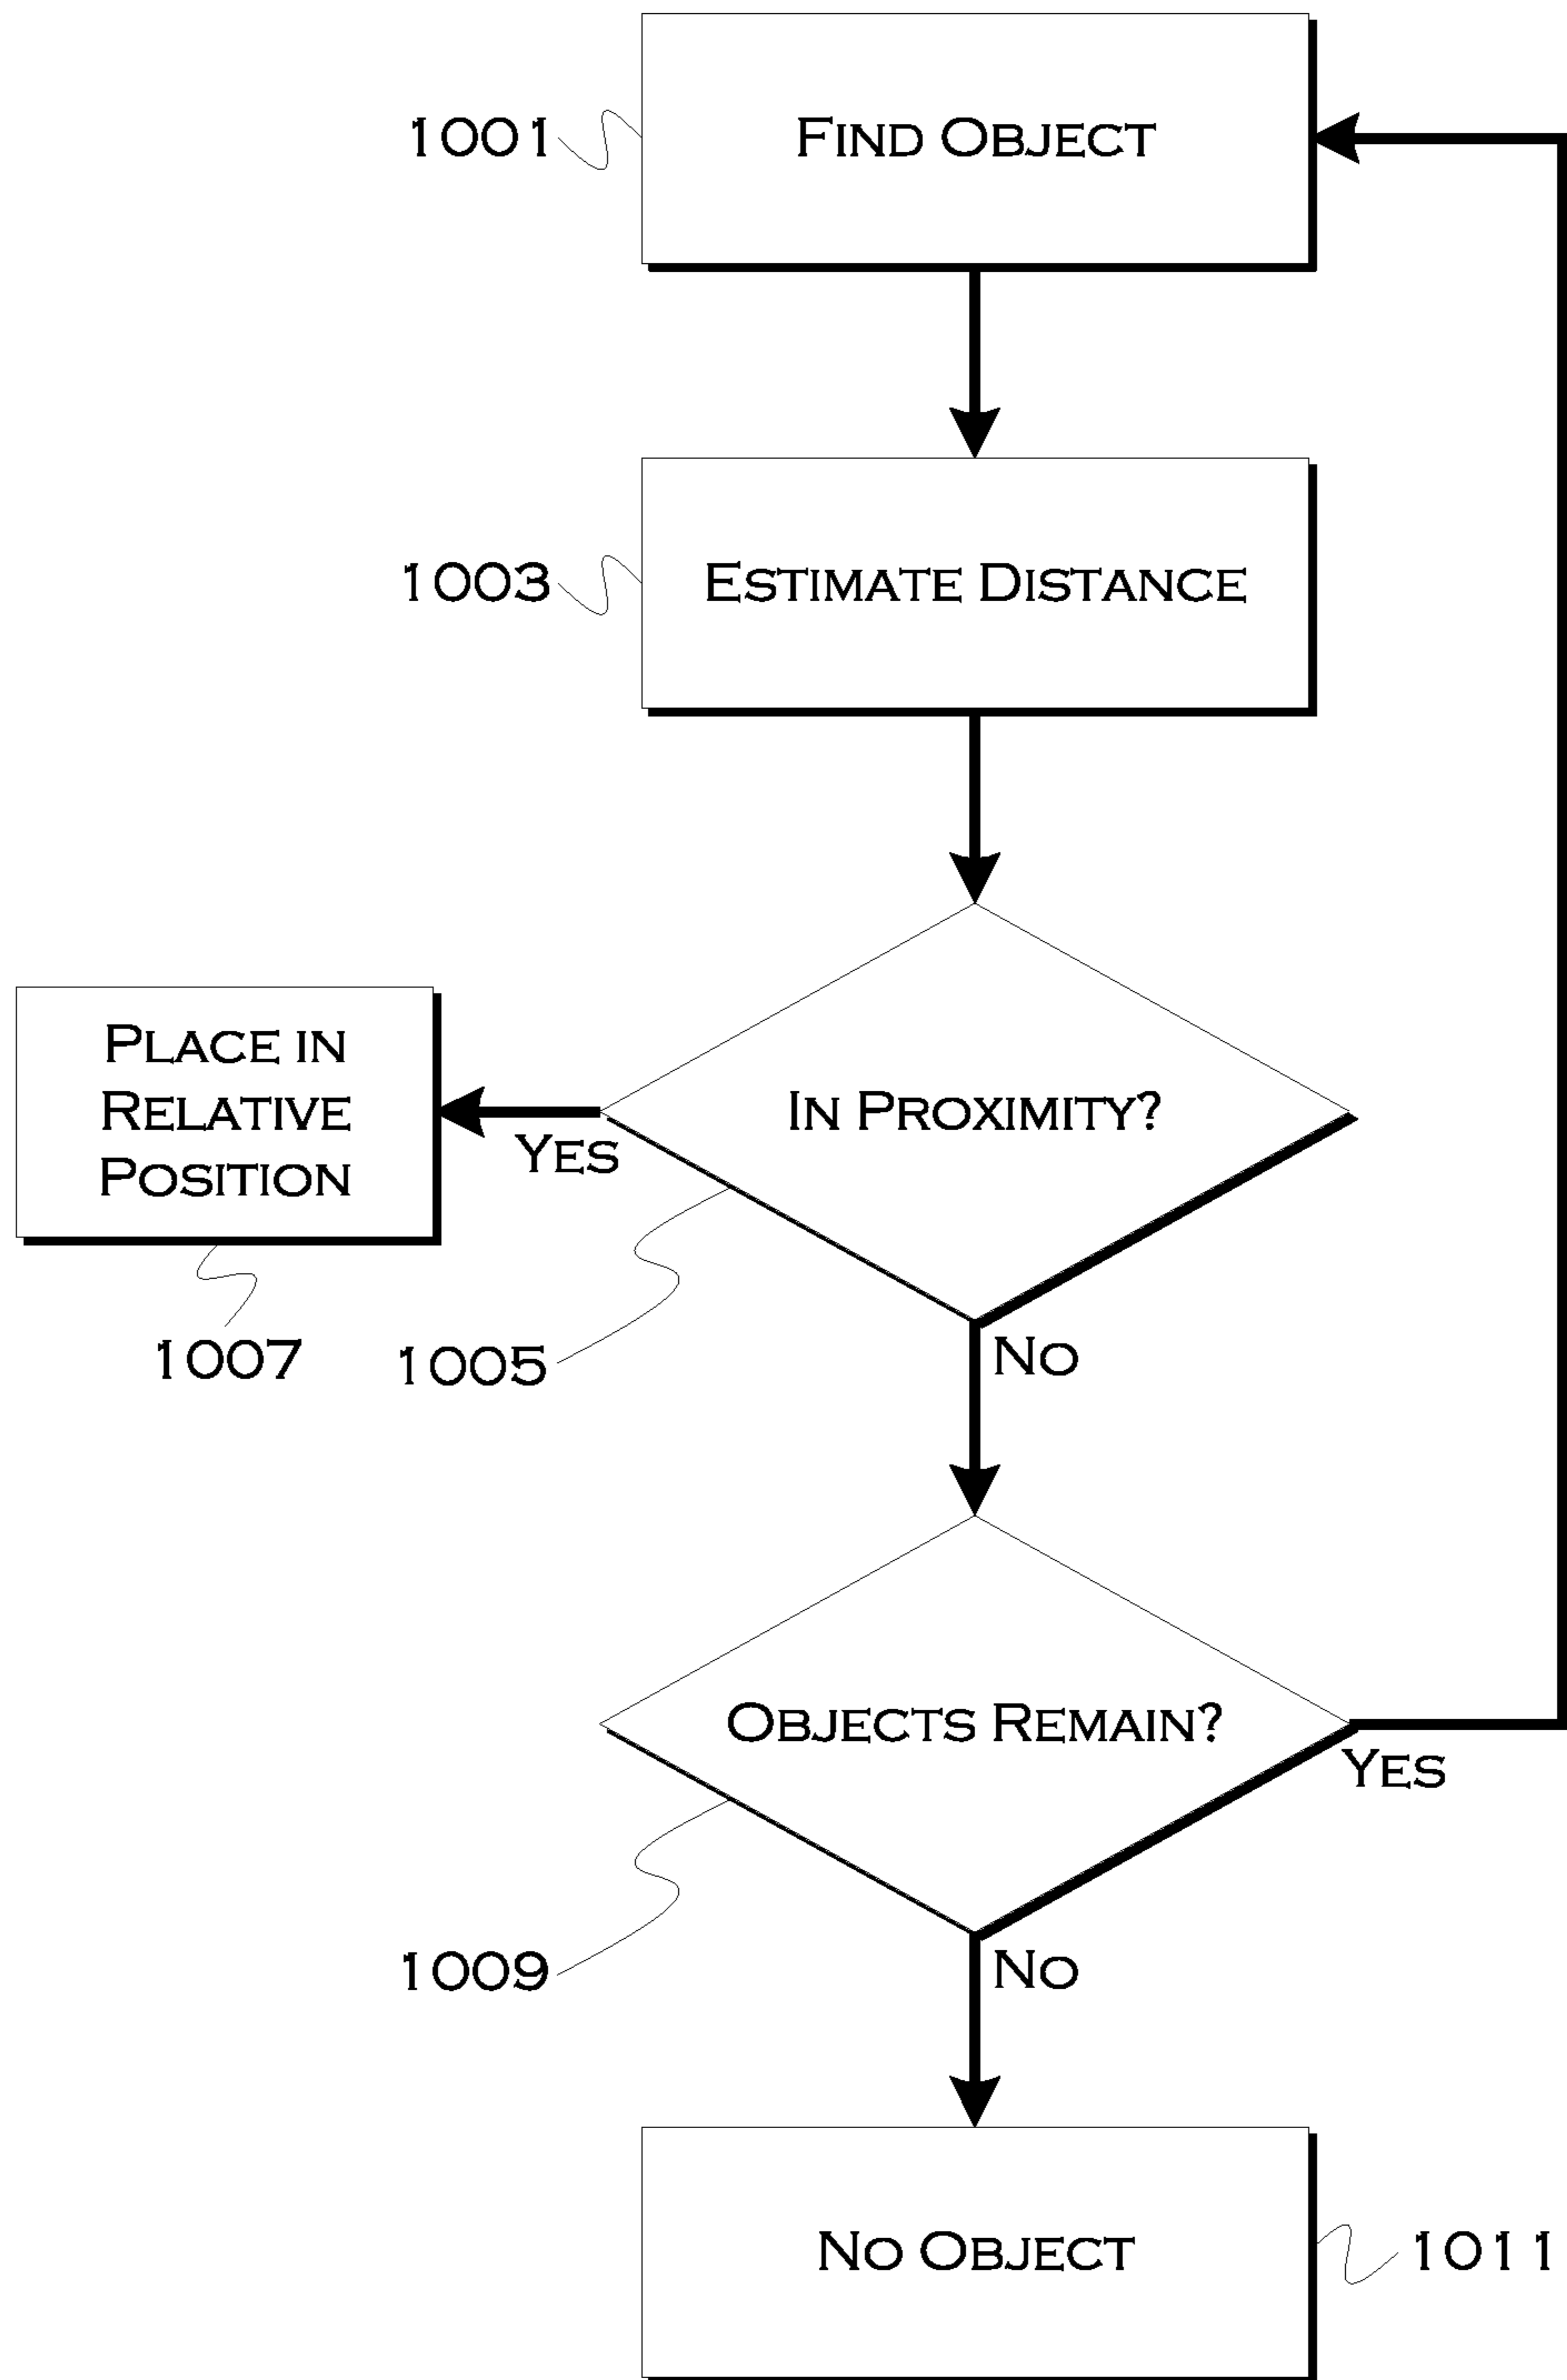 1001
FIND OBJECT
1003
ESTIMATE DISTANCE
PLACE IN
RELATIVE
POSITION
YES
IN PROXIMITY?
1007
1005
NO
OBJECTS REMAIN?
YES
1009
NO
NO OBJECT
1011